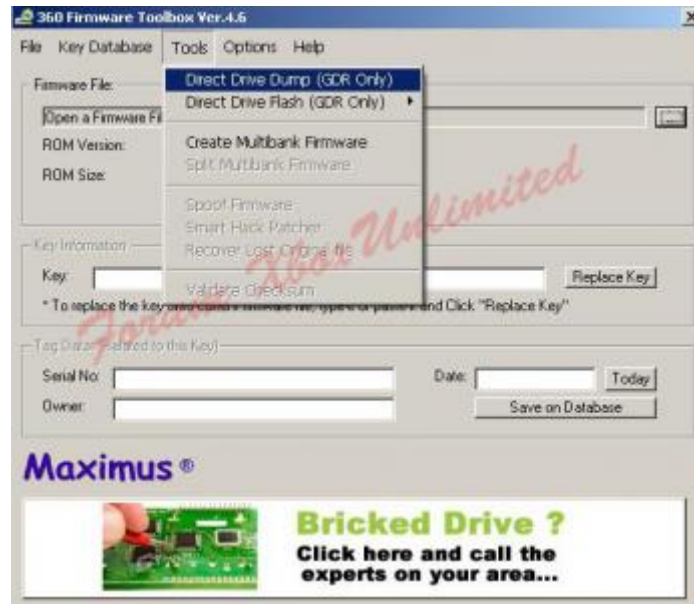 360 Firmware Toolbox Ver.4.6
File Key Database Tools Options Help
Firmware File:
Direct Drive Dump (GDR Only)
Direct Drive Flash (GDR Only)
Open a Firmware Fi
ROM Version:
Create Multibank Firmware
Split Multibank Firmware
ROM Size:
Spoof Firmware
Smart Hack Patcher
Recover Lost Original file
Key Information
Key:
Replace Key
Validate Checksum
* To replace the key and Click "Replace Key"
Forum Xbox Unlimited
Tag Data (related to this Key)
Serial No:
Date:
Today
Owner:
Save on Database
Maximus ®
Bricked Drive ?
Click here and call the
experts on your area...